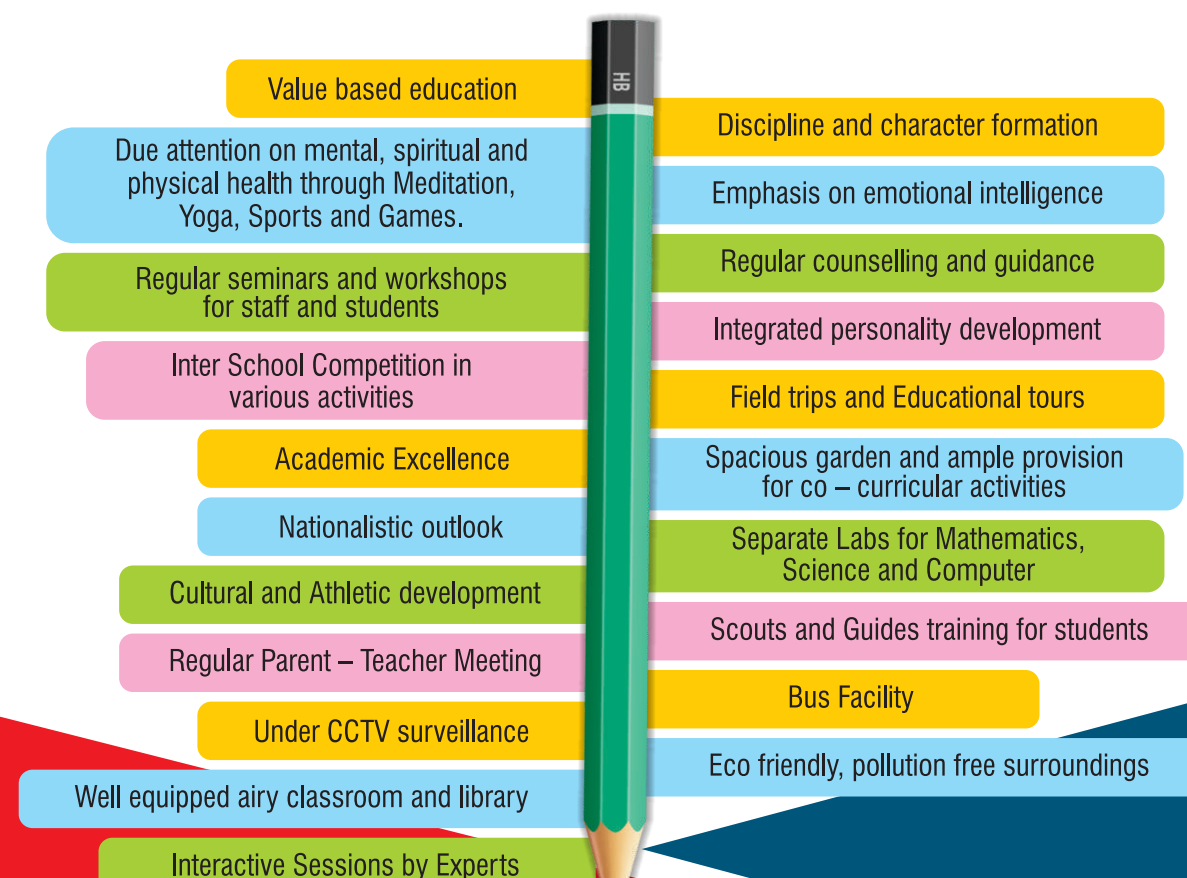 HB
Value based education
Due attention on mental, spiritual and
physical health through Meditation,
Yoga, Sports and Games.
Regular seminars and workshops
for staff and students
Inter School Competition in
various activities
Academic Excellence
Nationalistic outlook
Cultural and Athletic development
Regular Parent – Teacher Meeting
Under CCTV surveillance
Well equipped airy classroom and library
Interactive Sessions by Experts
Discipline and character formation
Emphasis on emotional intelligence
Regular counselling and guidance
Integrated personality development
Field trips and Educational tours
Spacious garden and ample provision
for co – curricular activities
Separate Labs for Mathematics,
Science and Computer
Scouts and Guides training for students
Bus Facility
Eco friendly, pollution free surroundings